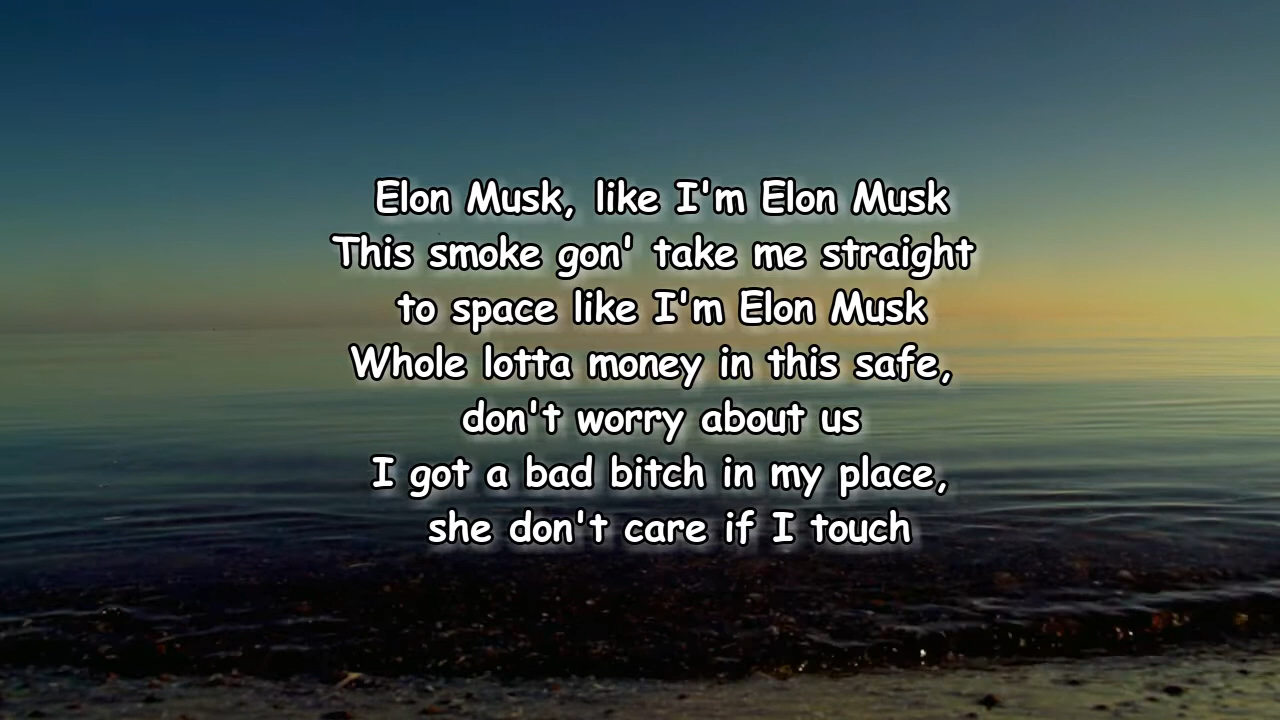 Elon Musk, like I'm Elon Musk
This smoke gon' take me straight
to space like I'm Elon Musk
Whole lotta money in this safe,
don't worry about us
I got a bad bitch in my place,
she don't care if I touch